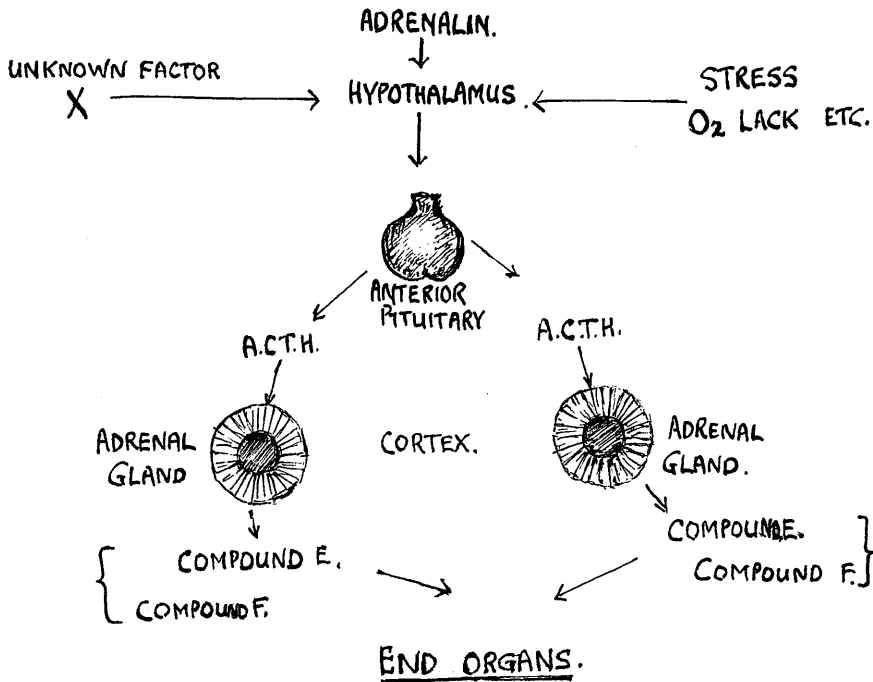 ADRENALIN.
UNKNOWN FACTOR
X
HYPOTHALAMUS.
STRESS
O2 LACK ETC.
ANTERIOR
PITUITARY
A.C.T.H.
A.C.T.H.
ADRENAL
GLAND
CORTEX.
ADRENAL
GLAND.
COMPOUND E.
COMPOUND F.
COMPOUND E.
COMPOUND F.
END ORGANS.